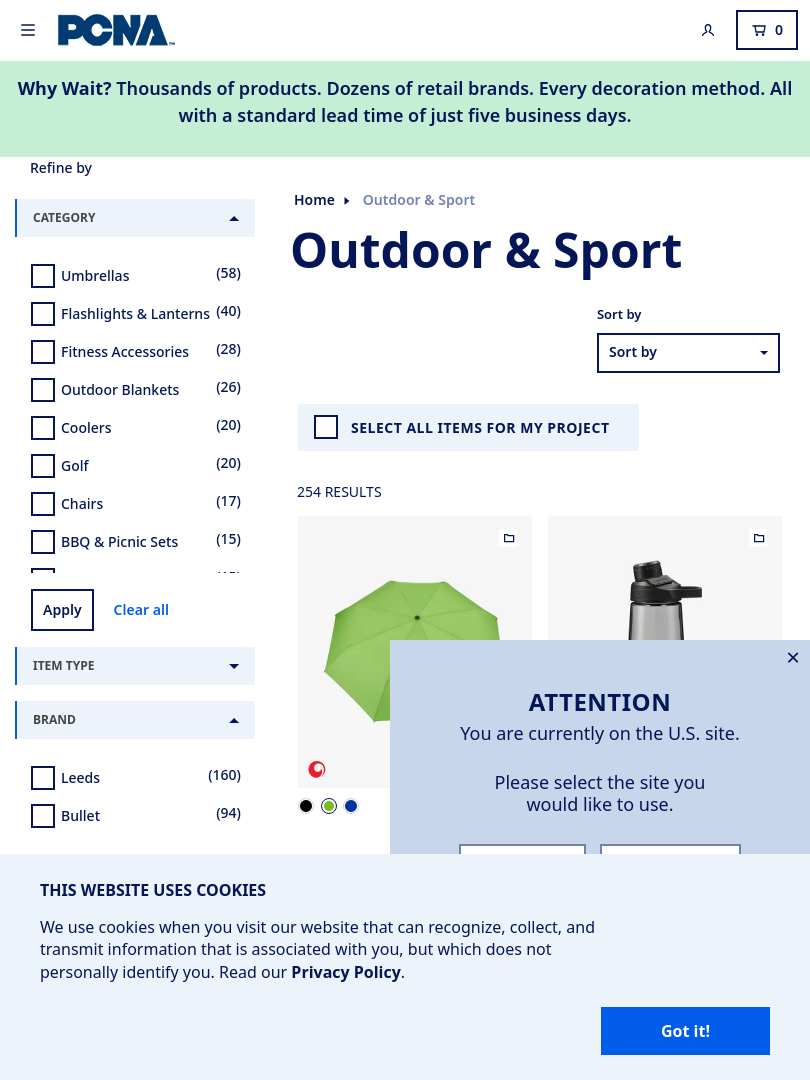 PCNA
0
Why Wait? Thousands of products. Dozens of retail brands. Every decoration method. All
with a standard lead time of just five business days.
Refine by
CATEGORY
Umbrellas (58)
Flashlights & Lanterns (40)
Fitness Accessories (28)
Outdoor Blankets (26)
Coolers (20)
Golf (20)
Chairs (17)
BBQ & Picnic Sets (15)
Apply Clear all
ITEM TYPE
BRAND
Leeds (160)
Bullet (94)
Home Outdoor & Sport
Outdoor & Sport
Sort by
Sort by
SELECT ALL ITEMS FOR MY PROJECT
254 RESULTS
ATTENTION
You are currently on the U.S. site.
Please select the site you
would like to use.
THIS WEBSITE USES COOKIES
We use cookies when you visit our website that can recognize, collect, and
transmit information that is associated with you, but which does not
personally identify you. Read our Privacy Policy.
Got it!